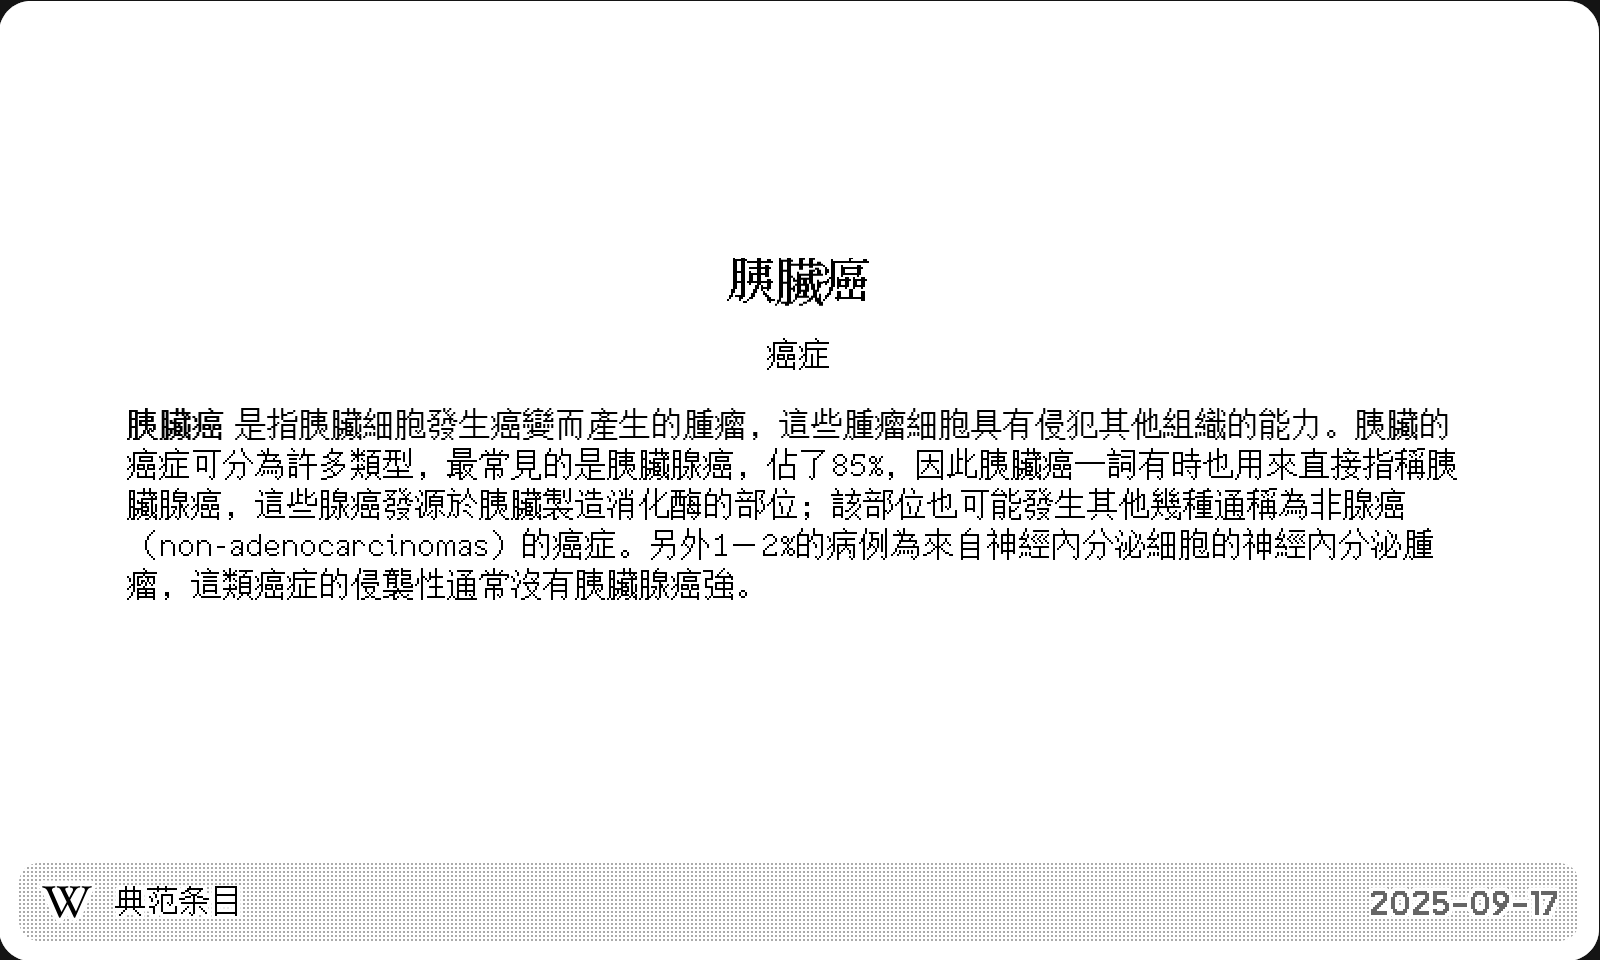 胰臟癌
癌症
胰臟癌 是指胰臟細胞發生癌變而產生的腫瘤，這些腫瘤細胞具有侵犯其他組織的能力。胰臟的
癌症可分為許多類型，最常見的是胰臟腺癌，佔了85%，因此胰臟癌一詞有時也用來直接指稱胰
臟腺癌，這些腺癌發源於胰臟製造消化酶的部位；該部位也可能發生其他幾種通稱為非腺癌
（non-adenocarcinomas）的癌症。另外1－2%的病例為來自神經內分泌細胞的神經內分泌腫
瘤，這類癌症的侵襲性通常沒有胰臟腺癌強。
W 典范条目
2025-09-17